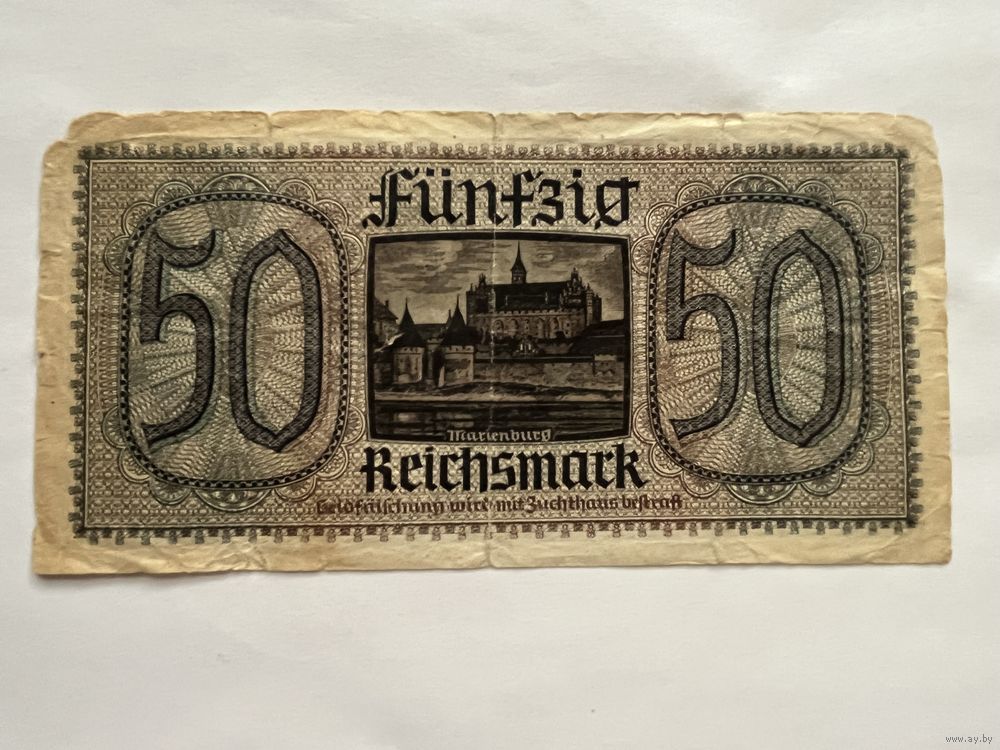 Fünfzig
50
50
Marienburg
Reichsmark
Geldfälschung wird mit Zuchthaus bestraft
www.ay.by